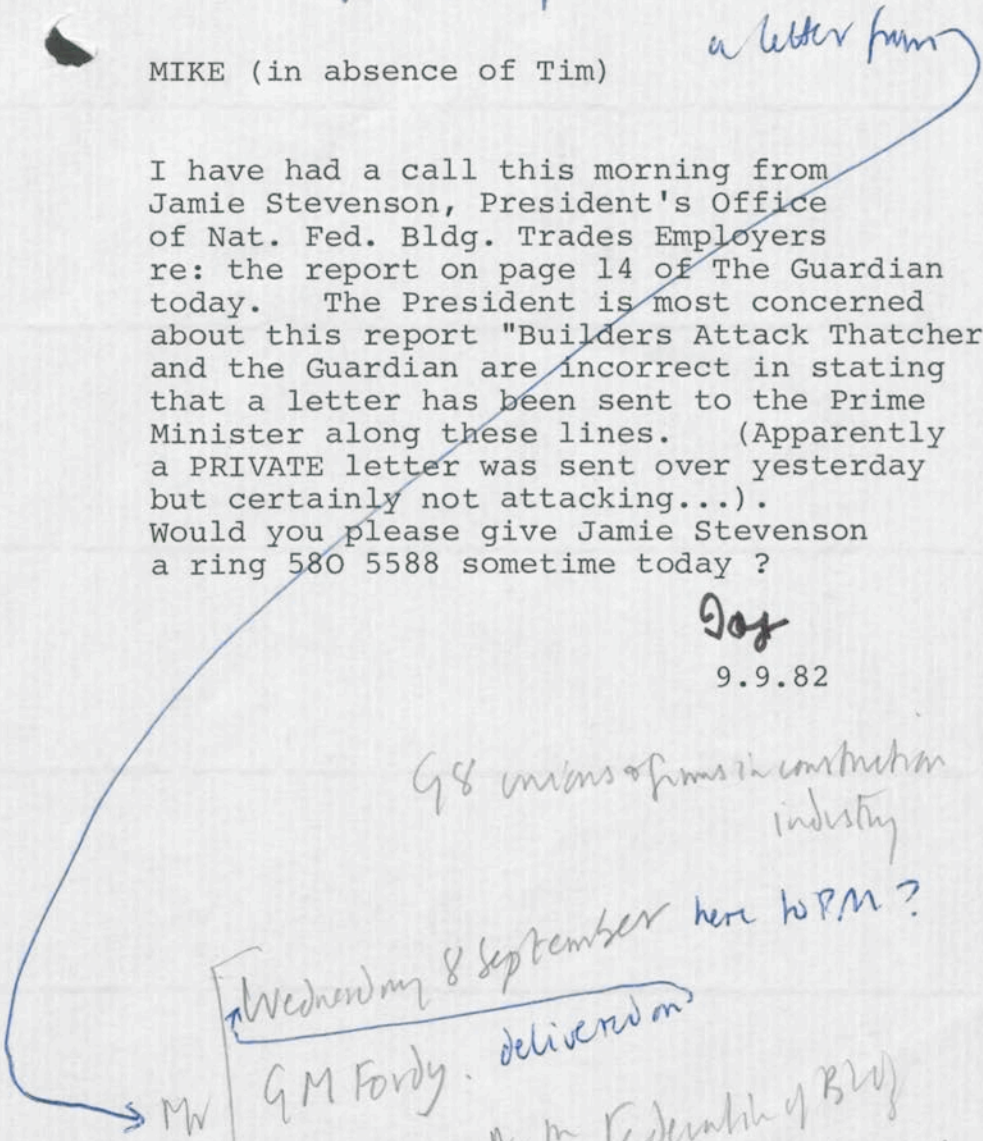 a letter from
MIKE (in absence of Tim)
I have had a call this morning from
Jamie Stevenson, President's Office
of Nat. Fed. Bldg. Trades Employers
re: the report on page 14 of The Guardian
today. The President is most concerned
about this report "Builders Attack Thatcher
and the Guardian are incorrect in stating
that a letter has been sent to the Prime
Minister along these lines. (Apparently
a PRIVATE letter was sent over yesterday
but certainly not attacking...).
Would you please give Jamie Stevenson
a ring 580 5588 sometime today ?
Joy
9.9.82
G8 unions & firms in construction
industry
Wednesday 8 September here to P.M ?
delivered on
Mr G M Fordy.
Federation of Bldg